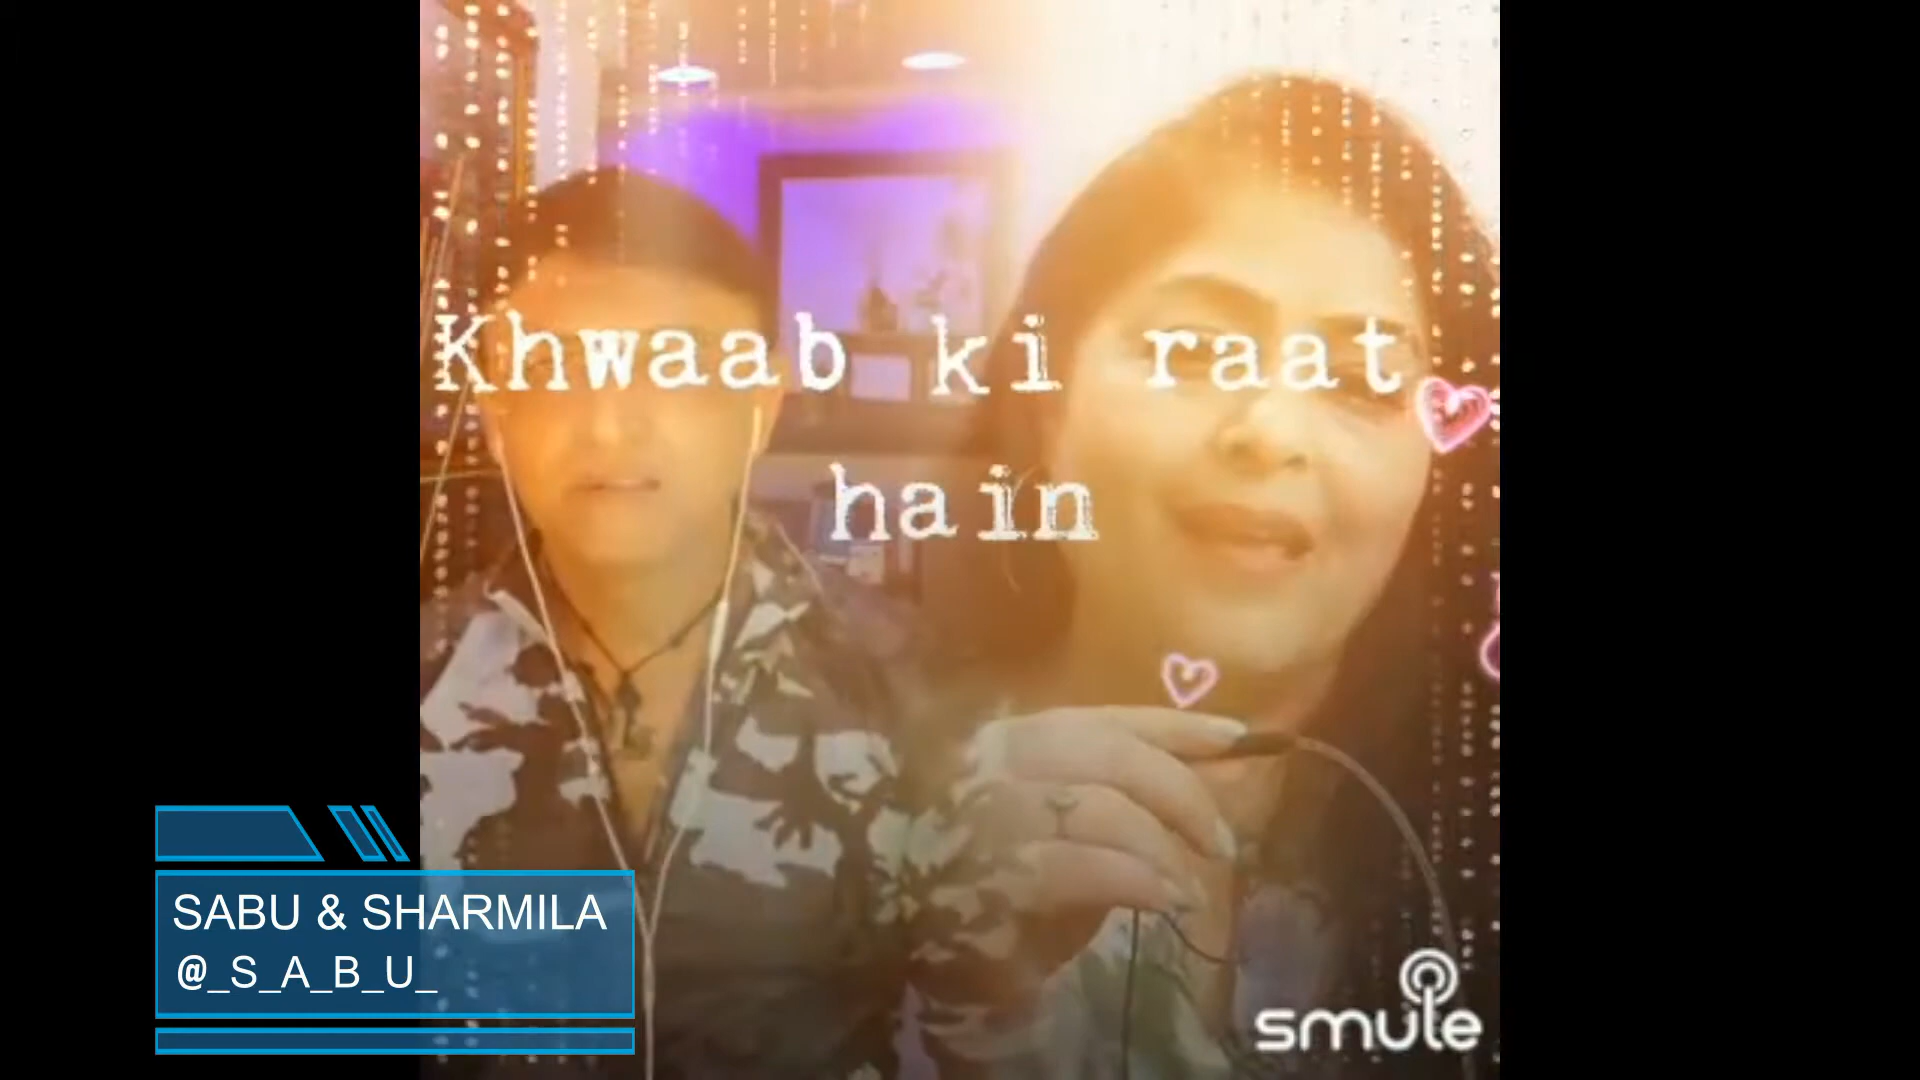 Khwaab ki raat
hain
SABU & SHARMILA
@_S_A_B_U_
smule